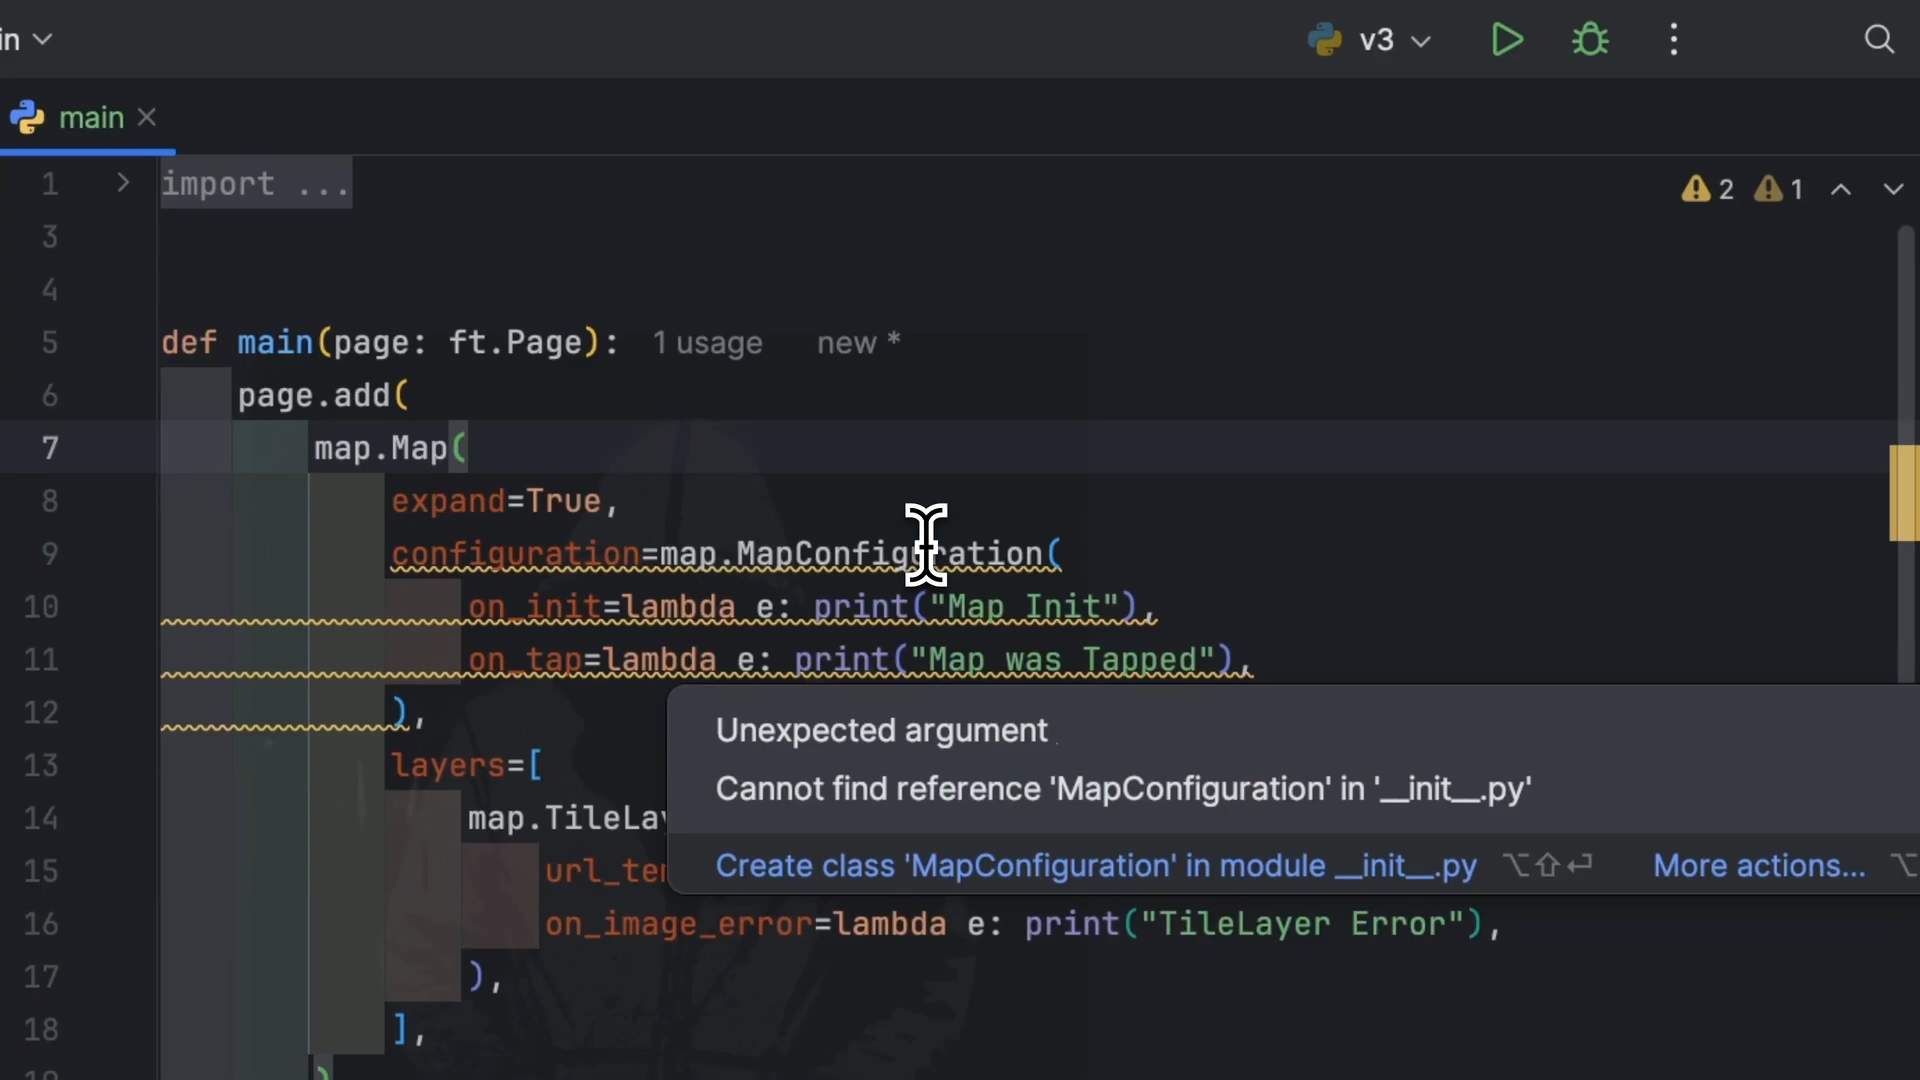 in
v3
main
2 1
1 import ...
3
4
5 def main(page: ft.Page): 1 usage new *
6 page.add(
7 map.Map(
8 expand=True,
9 configuration=map.MapConfiguration(
10 on_init=lambda e: print("Map Init"),
11 on_tap=lambda e: print("Map was Tapped"),
12 ),
13 layers=[
14 map.TileLay
15 url_ten
16 on_image_error=lambda e: print("TileLayer Error"),
17 ),
18 ],
19 )
Unexpected argument
Cannot find reference 'MapConfiguration' in '__init__.py'
Create class 'MapConfiguration' in module __init__.py ⌥⇧⏎ More actions... ⌥